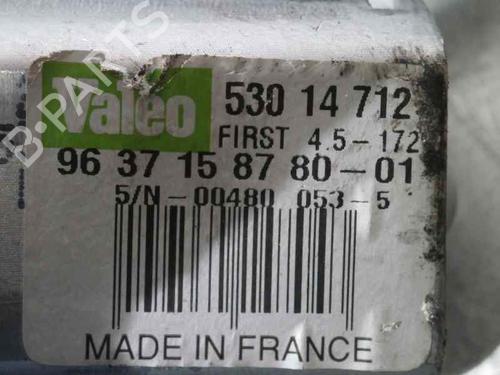 Valeo 530 14 712
FIRST 4.5-172
96 37 15 87 80-01
S/N-00480 053-5
MADE IN FRANCE
B-PARTS